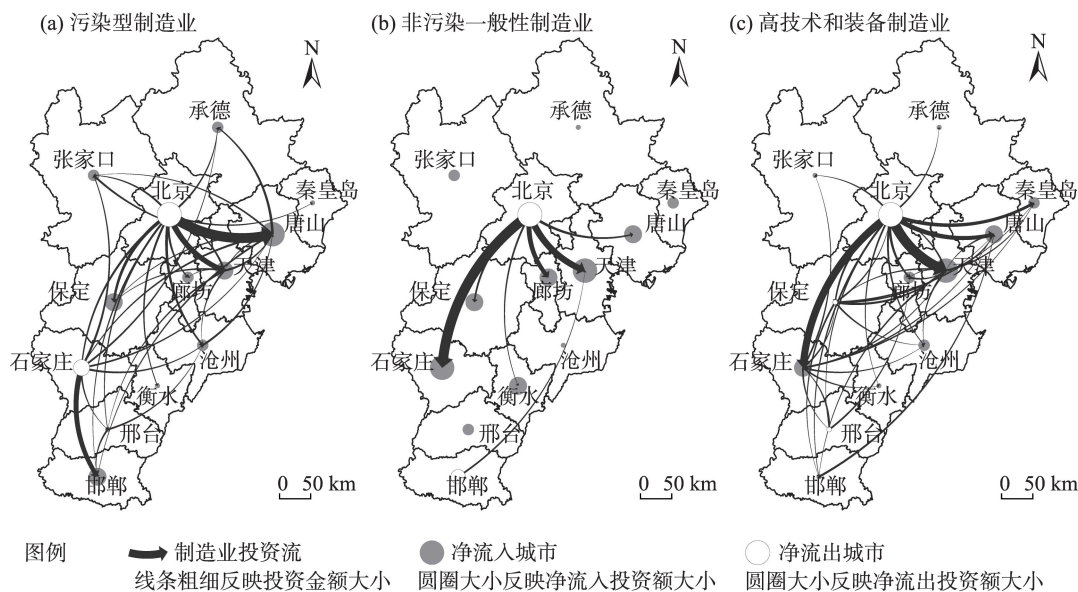 (a) 污染型制造业
(b) 非污染一般性制造业
(c) 高技术和装备制造业
N
承德
张家口
北京
秦皇岛
唐山
天津
廊坊
保定
石家庄
沧州
衡水
邢台
邯郸
0 50 km
N
承德
张家口
北京
秦皇岛
唐山
天津
廊坊
保定
石家庄
沧州
衡水
邢台
邯郸
0 50 km
N
承德
张家口
北京
秦皇岛
唐山
天津
廊坊
保定
石家庄
沧州
衡水
邢台
邯郸
0 50 km
图例
制造业投资流
净流入城市
净流出城市
线条粗细反映投资金额大小
圆圈大小反映净流入投资额大小
圆圈大小反映净流出投资额大小